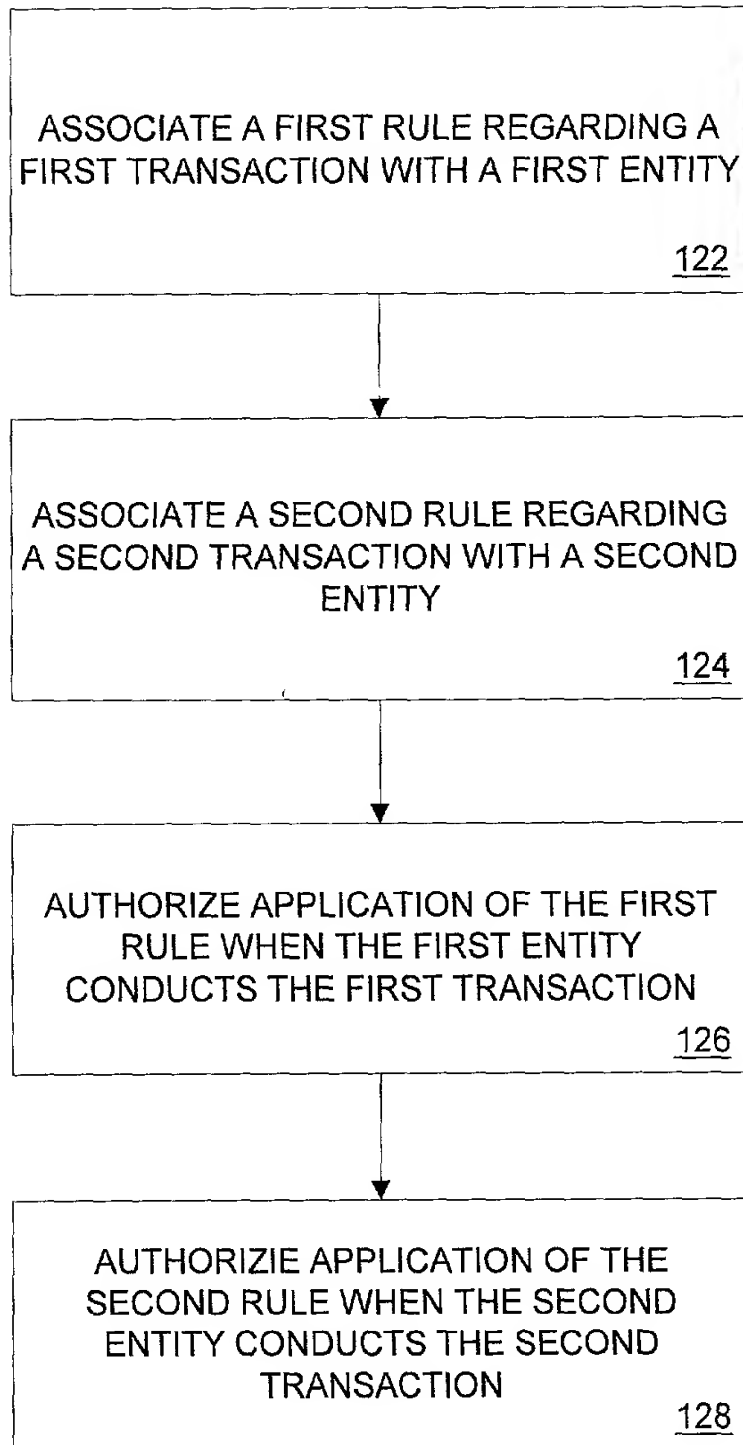 ASSOCIATE A FIRST RULE REGARDING A
FIRST TRANSACTION WITH A FIRST ENTITY
122
ASSOCIATE A SECOND RULE REGARDING
A SECOND TRANSACTION WITH A SECOND
ENTITY
124
AUTHORIZE APPLICATION OF THE FIRST
RULE WHEN THE FIRST ENTITY
CONDUCTS THE FIRST TRANSACTION
126
AUTHORIZIE APPLICATION OF THE
SECOND RULE WHEN THE SECOND
ENTITY CONDUCTS THE SECOND
TRANSACTION
128